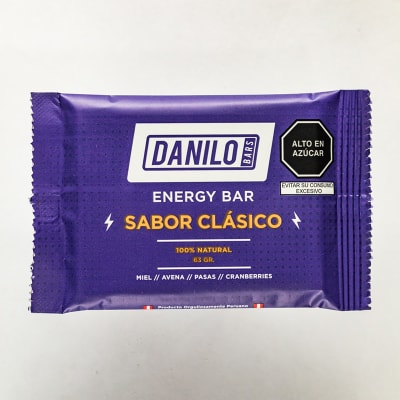 DANILO
BARS
ALTO EN
AZÚCAR
EVITAR SU CONSUMO
EXCESIVO
ENERGY BAR
SABOR CLÁSICO
100% NATURAL
63 GR.
MIEL // AVENA // PASAS // CRANBERRIES
Producto Orgullosamente Peruano